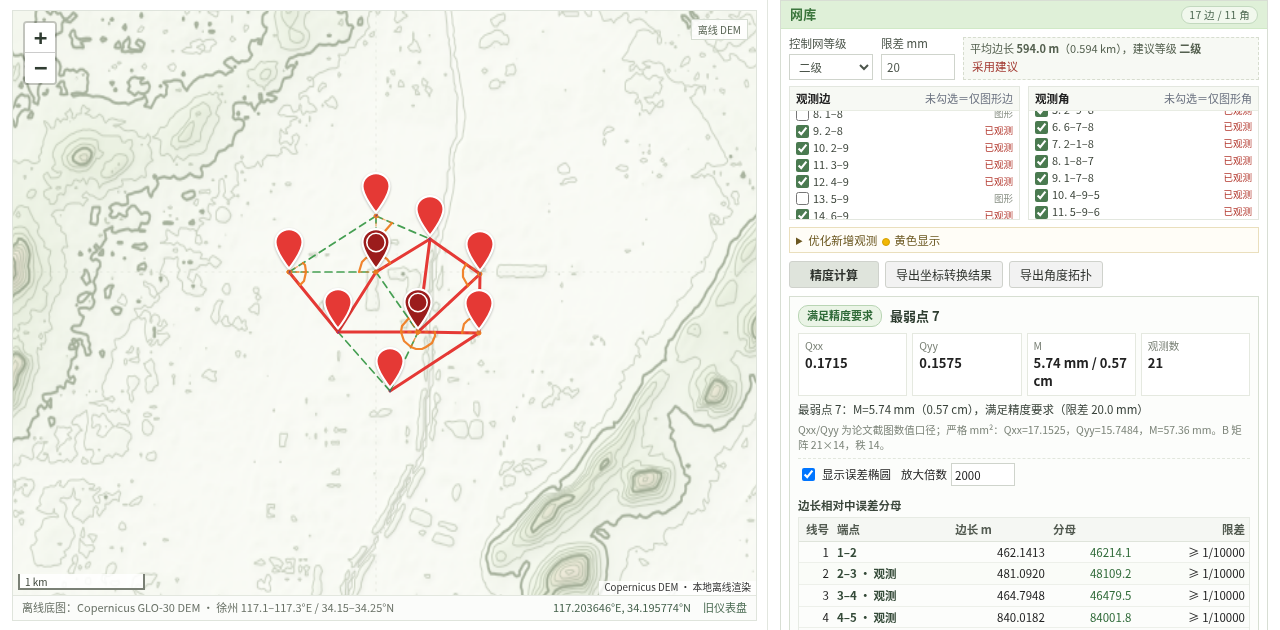 +
−
离线 DEM
1 km
Copernicus DEM · 本地离线渲染
离线底图：Copernicus GLO-30 DEM · 徐州 117.1–117.3°E / 34.15–34.25°N
117.203646°E, 34.195774°N 旧仪表盘
网库
17 边 / 11 角
控制网等级
二级
限差 mm
20
平均边长 594.0 m（0.594 km），建议等级 二级
采用建议
观测边 未勾选＝仅图形边
8. 1–8 图形
9. 2–8 已观测
10. 2–9 已观测
11. 3–9 已观测
12. 4–9 已观测
13. 5–9 图形
14. 6–9 已观测
观测角 未勾选＝仅图形角
5. 2–9–8 已观测
6. 6–7–8 已观测
7. 2–1–8 已观测
8. 1–8–7 已观测
9. 1–7–8 已观测
10. 4–9–5 已观测
11. 5–9–6 已观测
优化新增观测 黄色显示
精度计算 导出坐标转换结果 导出角度拓扑
满足精度要求 最弱点 7
Qxx
0.1715
Qyy
0.1575
M
5.74 mm / 0.57
cm
观测数
21
最弱点 7：M=5.74 mm（0.57 cm），满足精度要求（限差 20.0 mm）
Qxx/Qyy 为论文截图数值口径；严格 mm²：Qxx=17.1525，Qyy=15.7484，M=57.36 mm。B 矩
阵 21×14，秩 14。
显示误差椭圆 放大倍数 2000
边长相对中误差分母
线号 端点 边长 m 分母 限差
1 1–2 462.1413 46214.1 ≥ 1/10000
2 2–3 · 观测 481.0920 48109.2 ≥ 1/10000
3 3–4 · 观测 464.7948 46479.5 ≥ 1/10000
4 4–5 · 观测 840.0182 84001.8 ≥ 1/10000